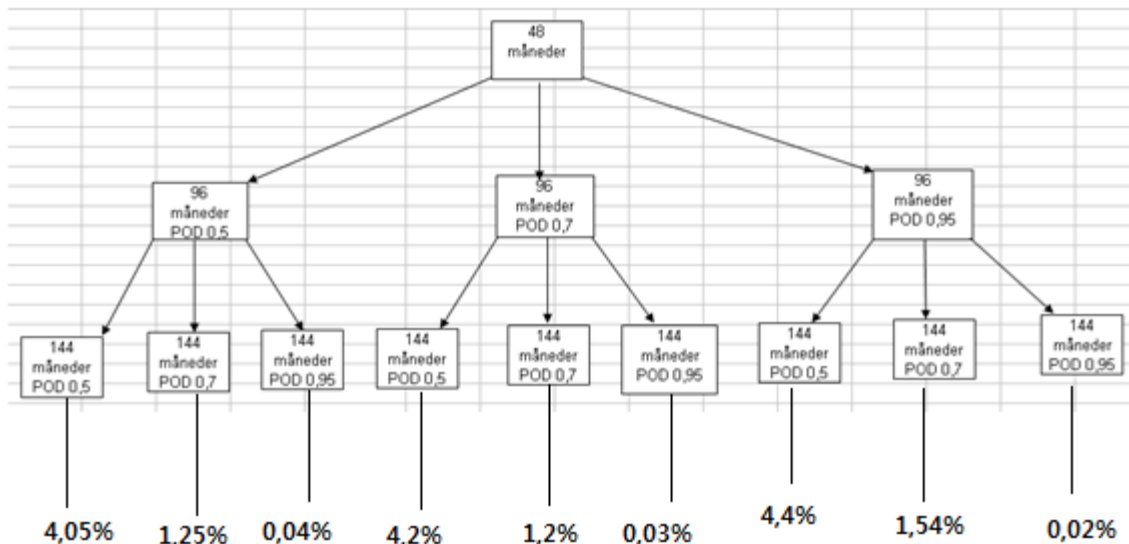 48
måneder
96
måneder
POD 0,5
96
måneder
POD 0,7
96
måneder
POD 0,95
144
måneder
POD 0,5
144
måneder
POD 0,7
144
måneder
POD 0,95
144
måneder
POD 0,5
144
måneder
POD 0,7
144
måneder
POD 0,95
144
måneder
POD 0,5
144
måneder
POD 0,7
144
måneder
POD 0,95
4,05%
1,25%
0,04%
4,2%
1,2%
0,03%
4,4%
1,54%
0,02%